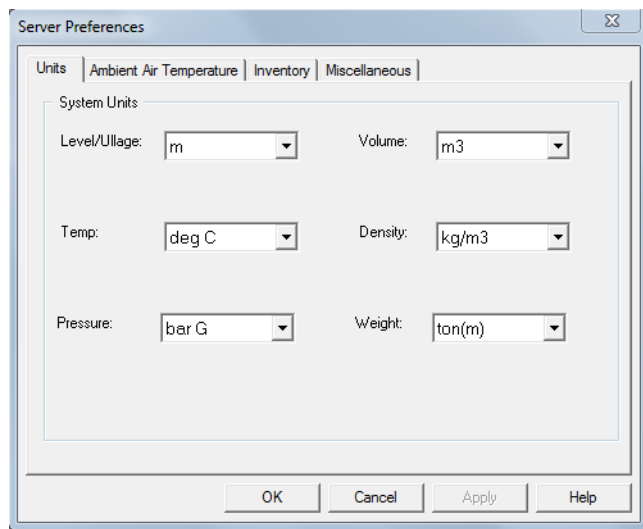 Server Preferences
Units Ambient Air Temperature Inventory Miscellaneous
System Units
Level/Ullage: m Volume: m3
Temp: deg C Density: kg/m3
Pressure: bar G Weight: ton(m)
OK Cancel Apply Help